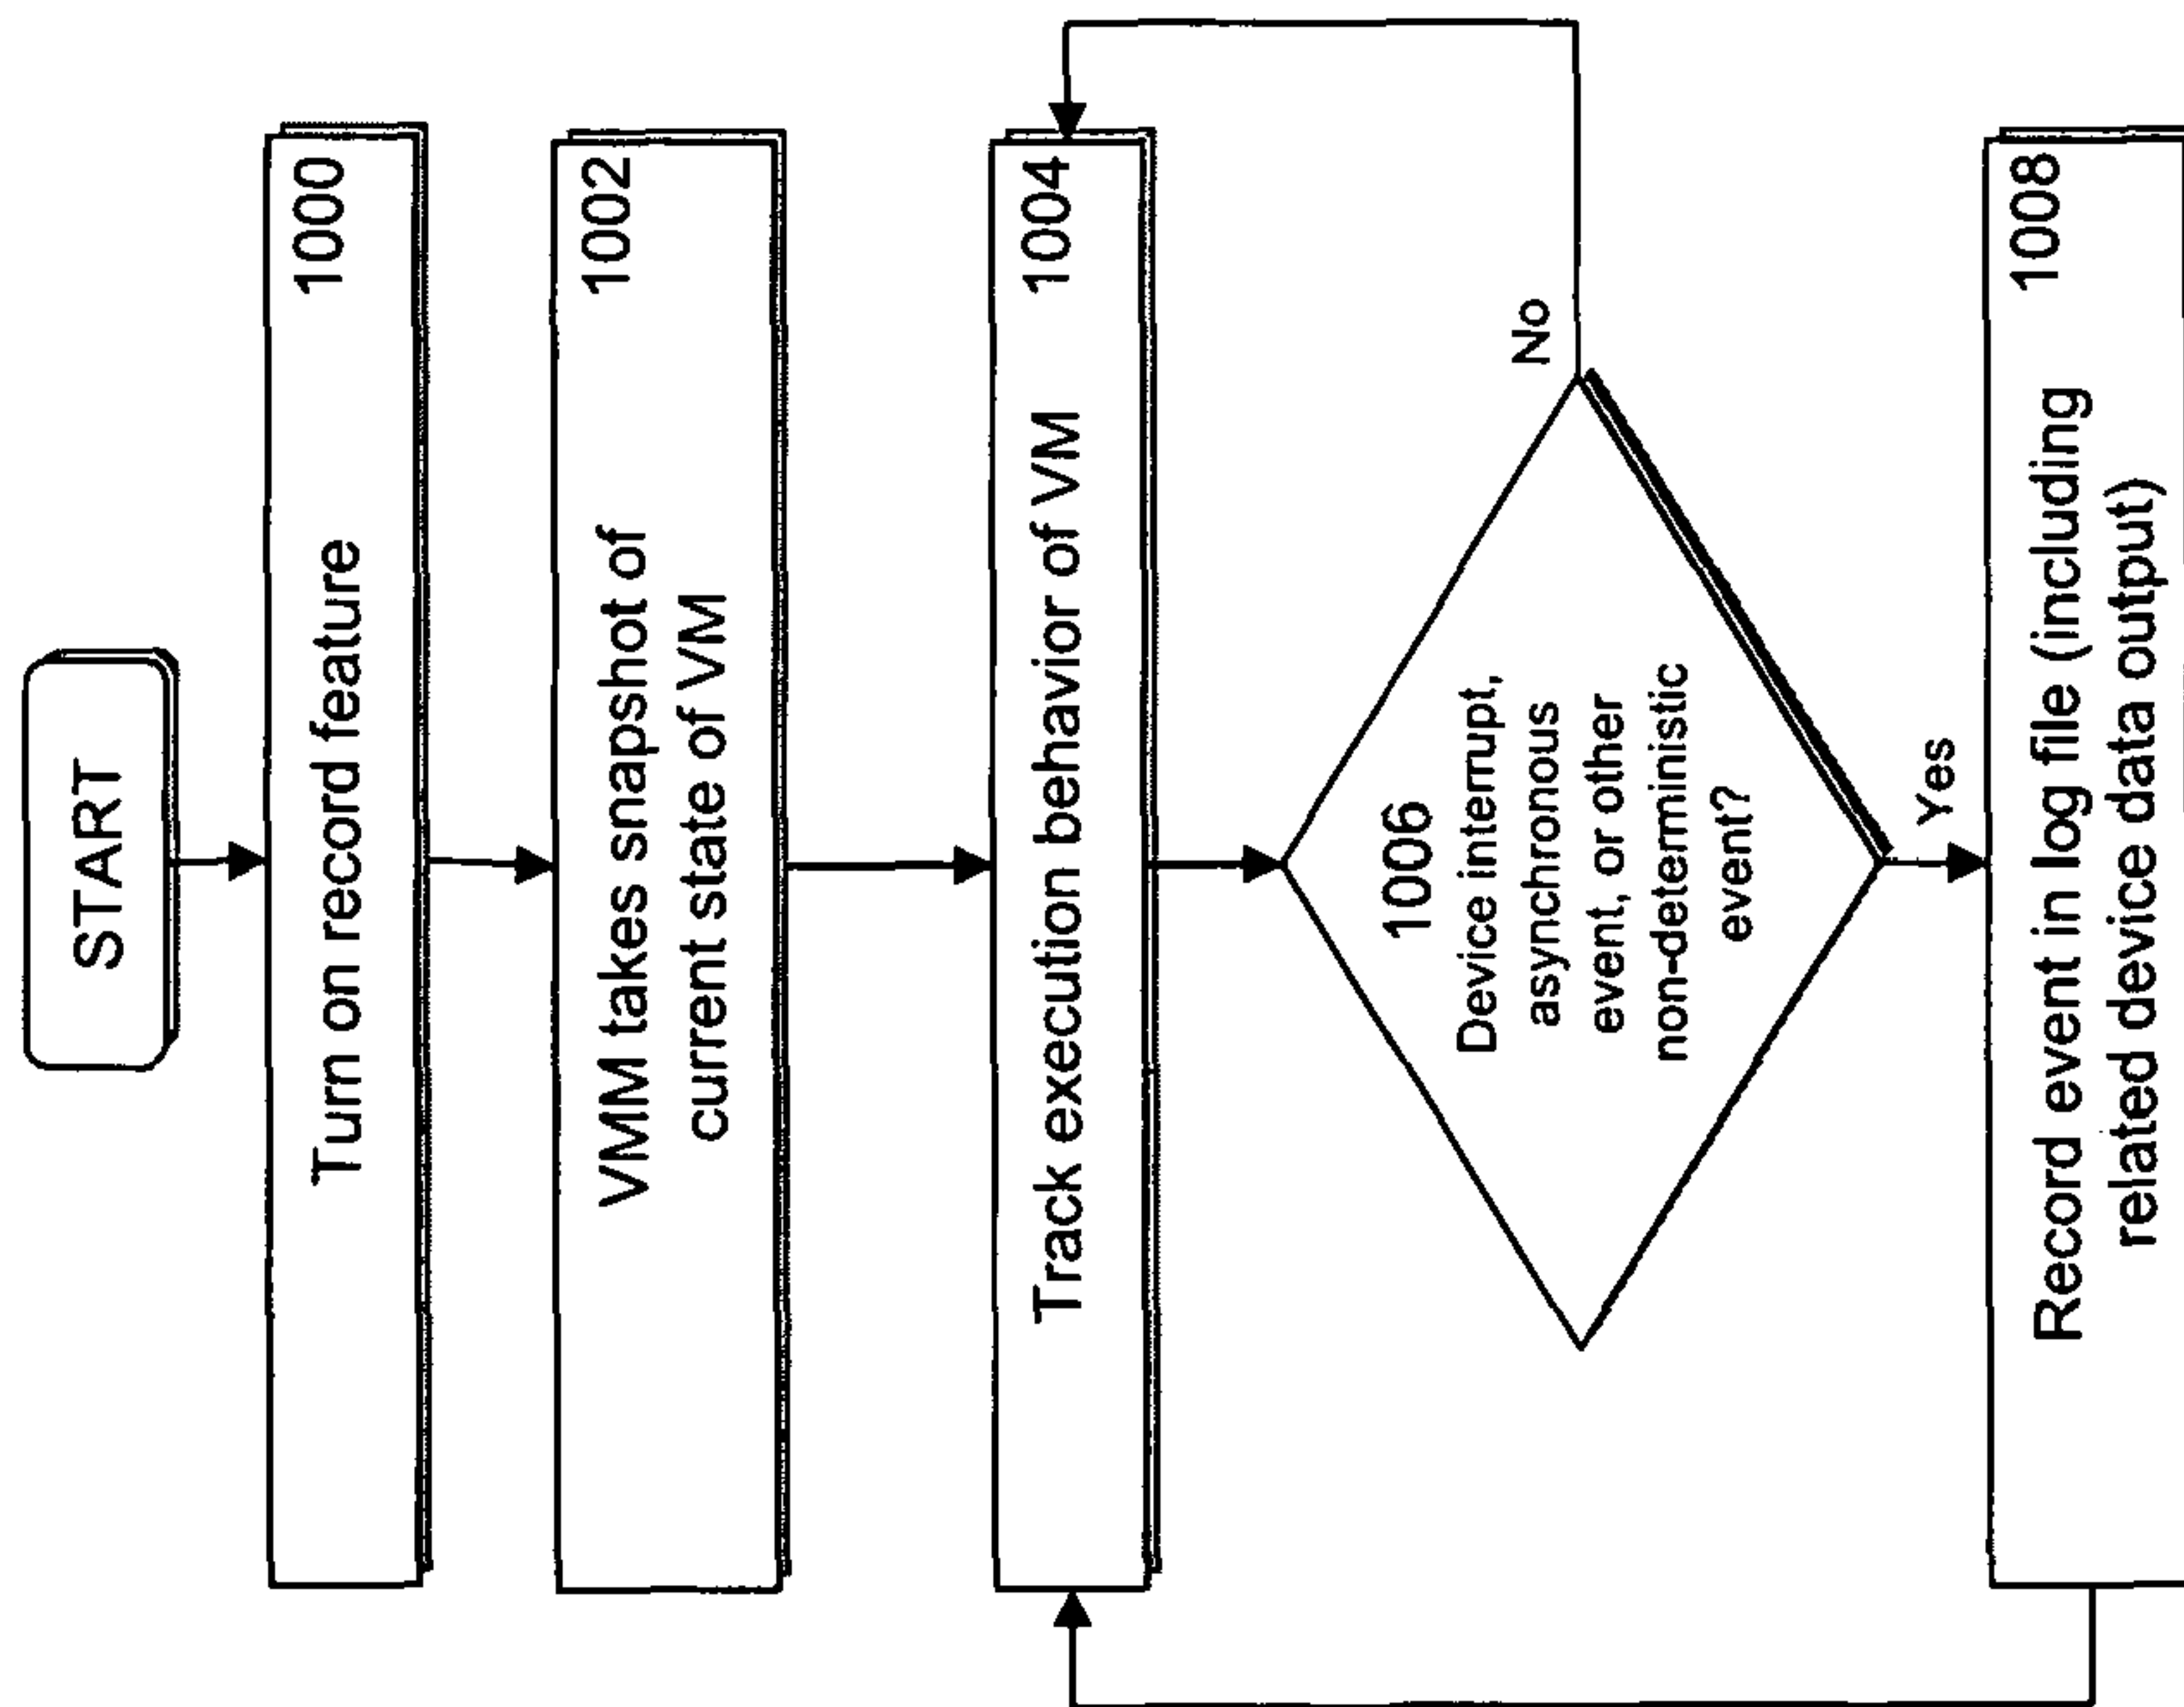 START
Turn on record feature
1000
VMM takes snapshot of
current state of VM
1002
Track execution behavior of VM
1004
1006
Device interrupt,
asynchronous
event, or other
non-deterministic
event?
No
Yes
Record event in log file (including
related device data output)
1008